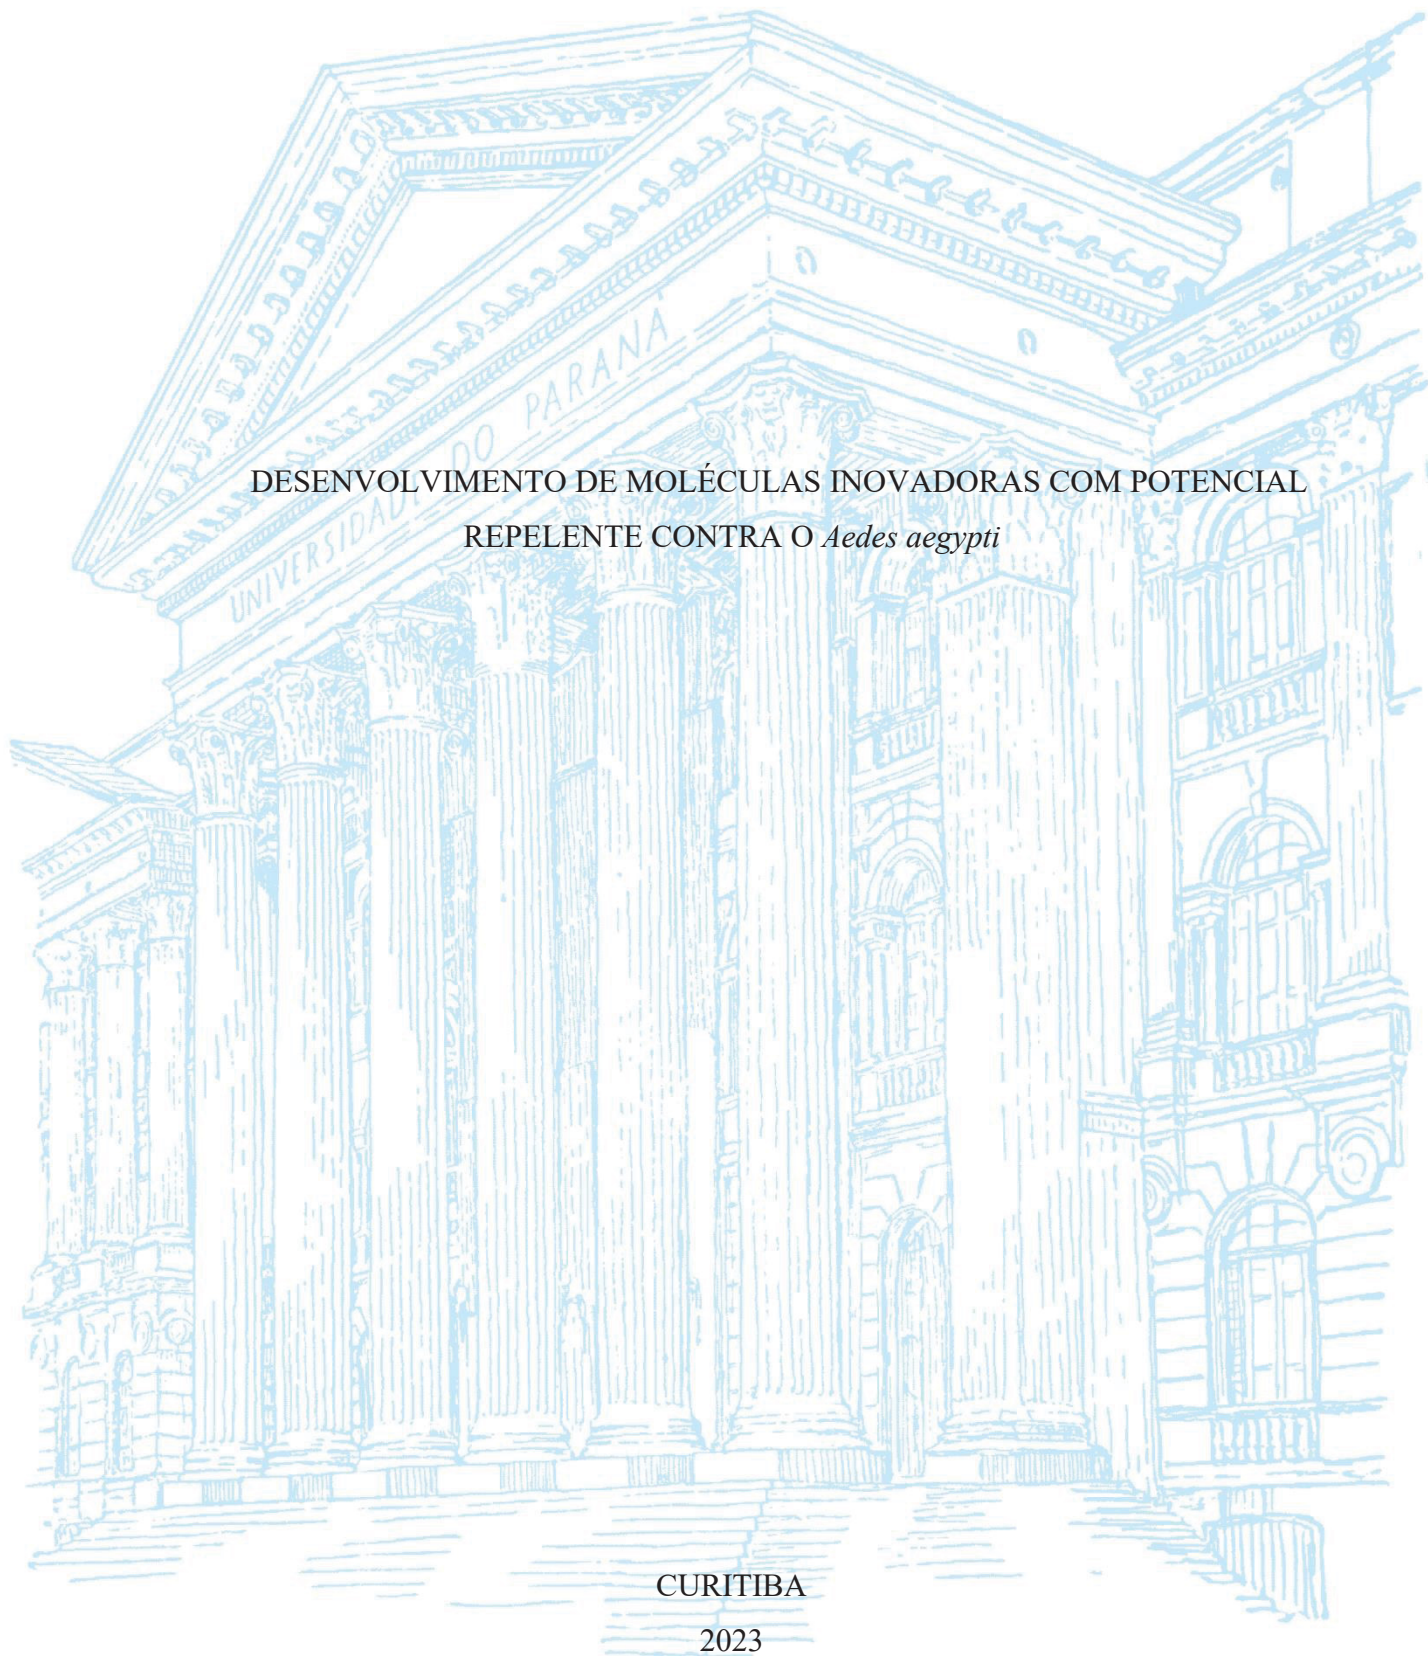 UNIVERSIDADE DO PARANÁ
DESENVOLVIMENTO DE MOLÉCULAS INOVADORAS COM POTENCIAL
REPELENTE CONTRA O Aedes aegypti
CURITIBA
2023